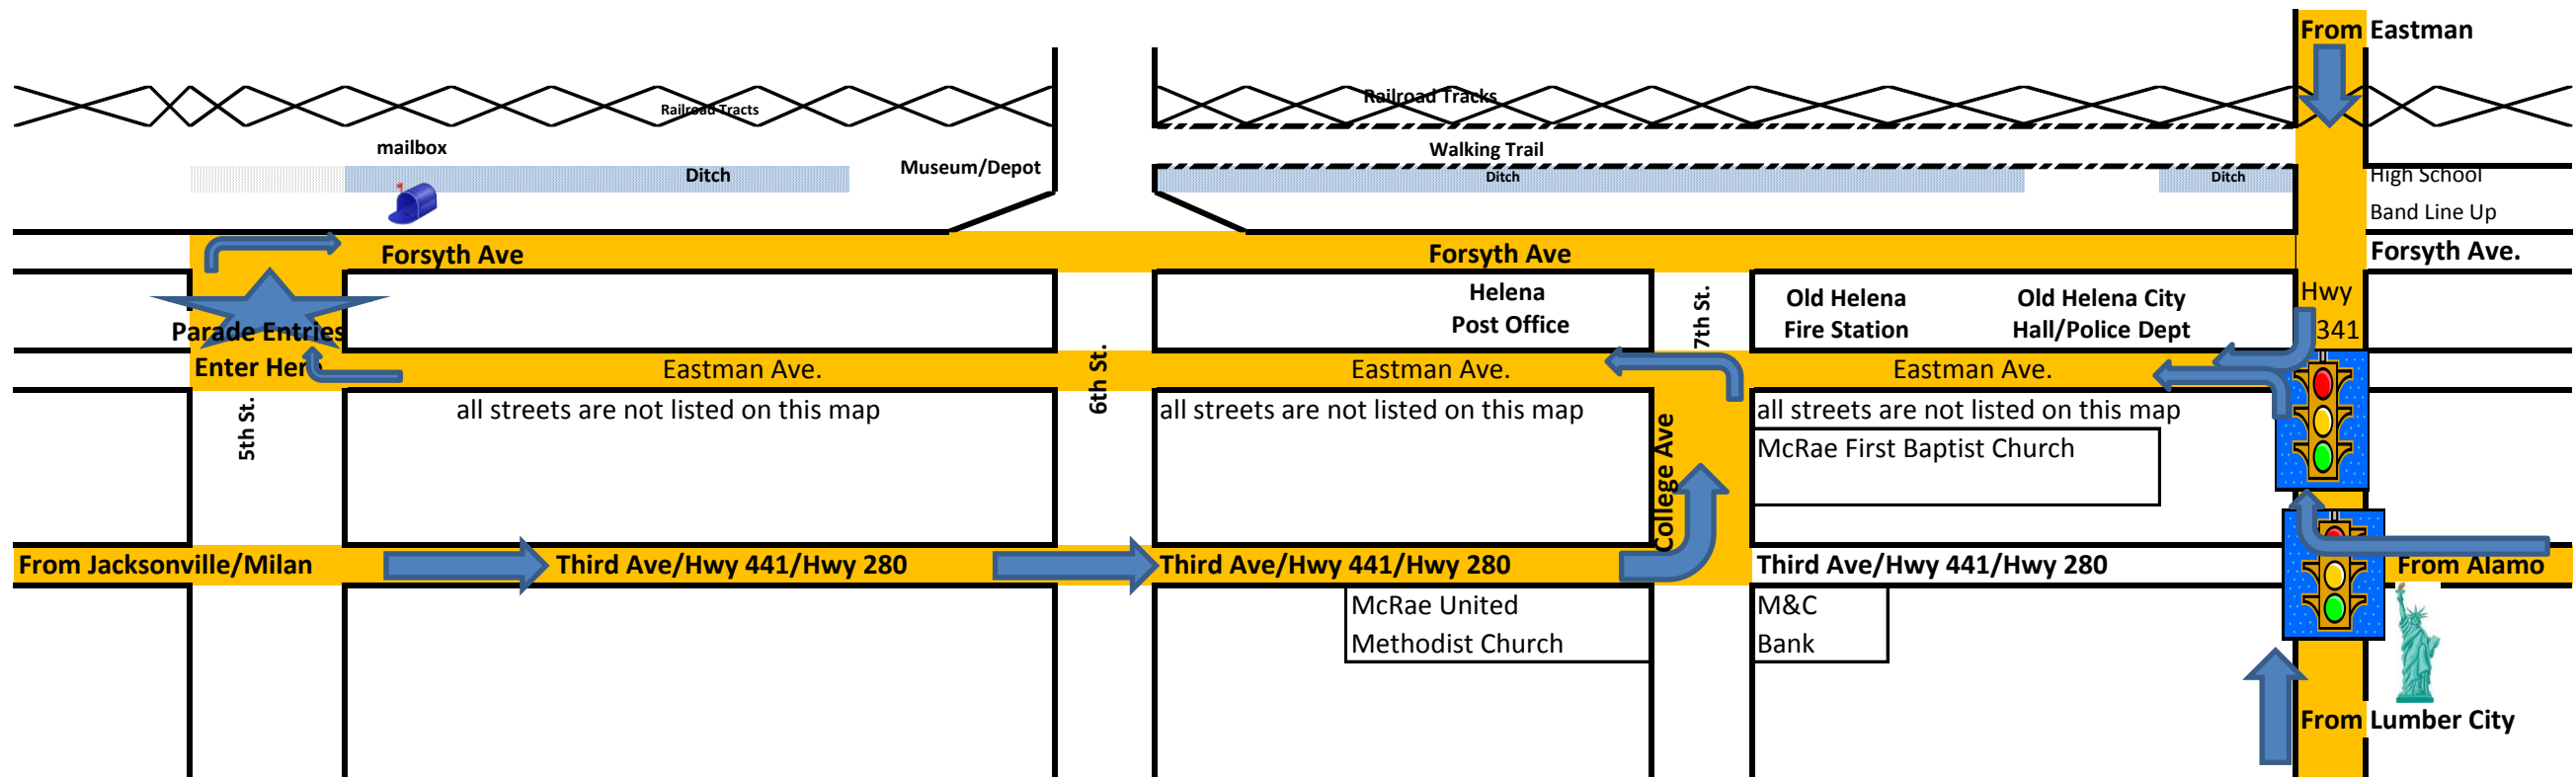 From Eastman
Railroad Tracts
Railroad Tracks
mailbox
Walking Trail
Museum/Depot
Ditch
Ditch
Ditch
High School
Band Line Up
Forsyth Ave
Forsyth Ave
Forsyth Ave.
Helena
Post Office
7th St.
Old Helena
Fire Station
Old Helena City
Hall/Police Dept
Hwy
341
Parade Entries
Enter Here
Eastman Ave.
6th St.
Eastman Ave.
Eastman Ave.
5th St.
all streets are not listed on this map
all streets are not listed on this map
all streets are not listed on this map
College Ave
McRae First Baptist Church
From Jacksonville/Milan
Third Ave/Hwy 441/Hwy 280
Third Ave/Hwy 441/Hwy 280
Third Ave/Hwy 441/Hwy 280
From Alamo
McRae United
Methodist Church
M&C
Bank
From Lumber City